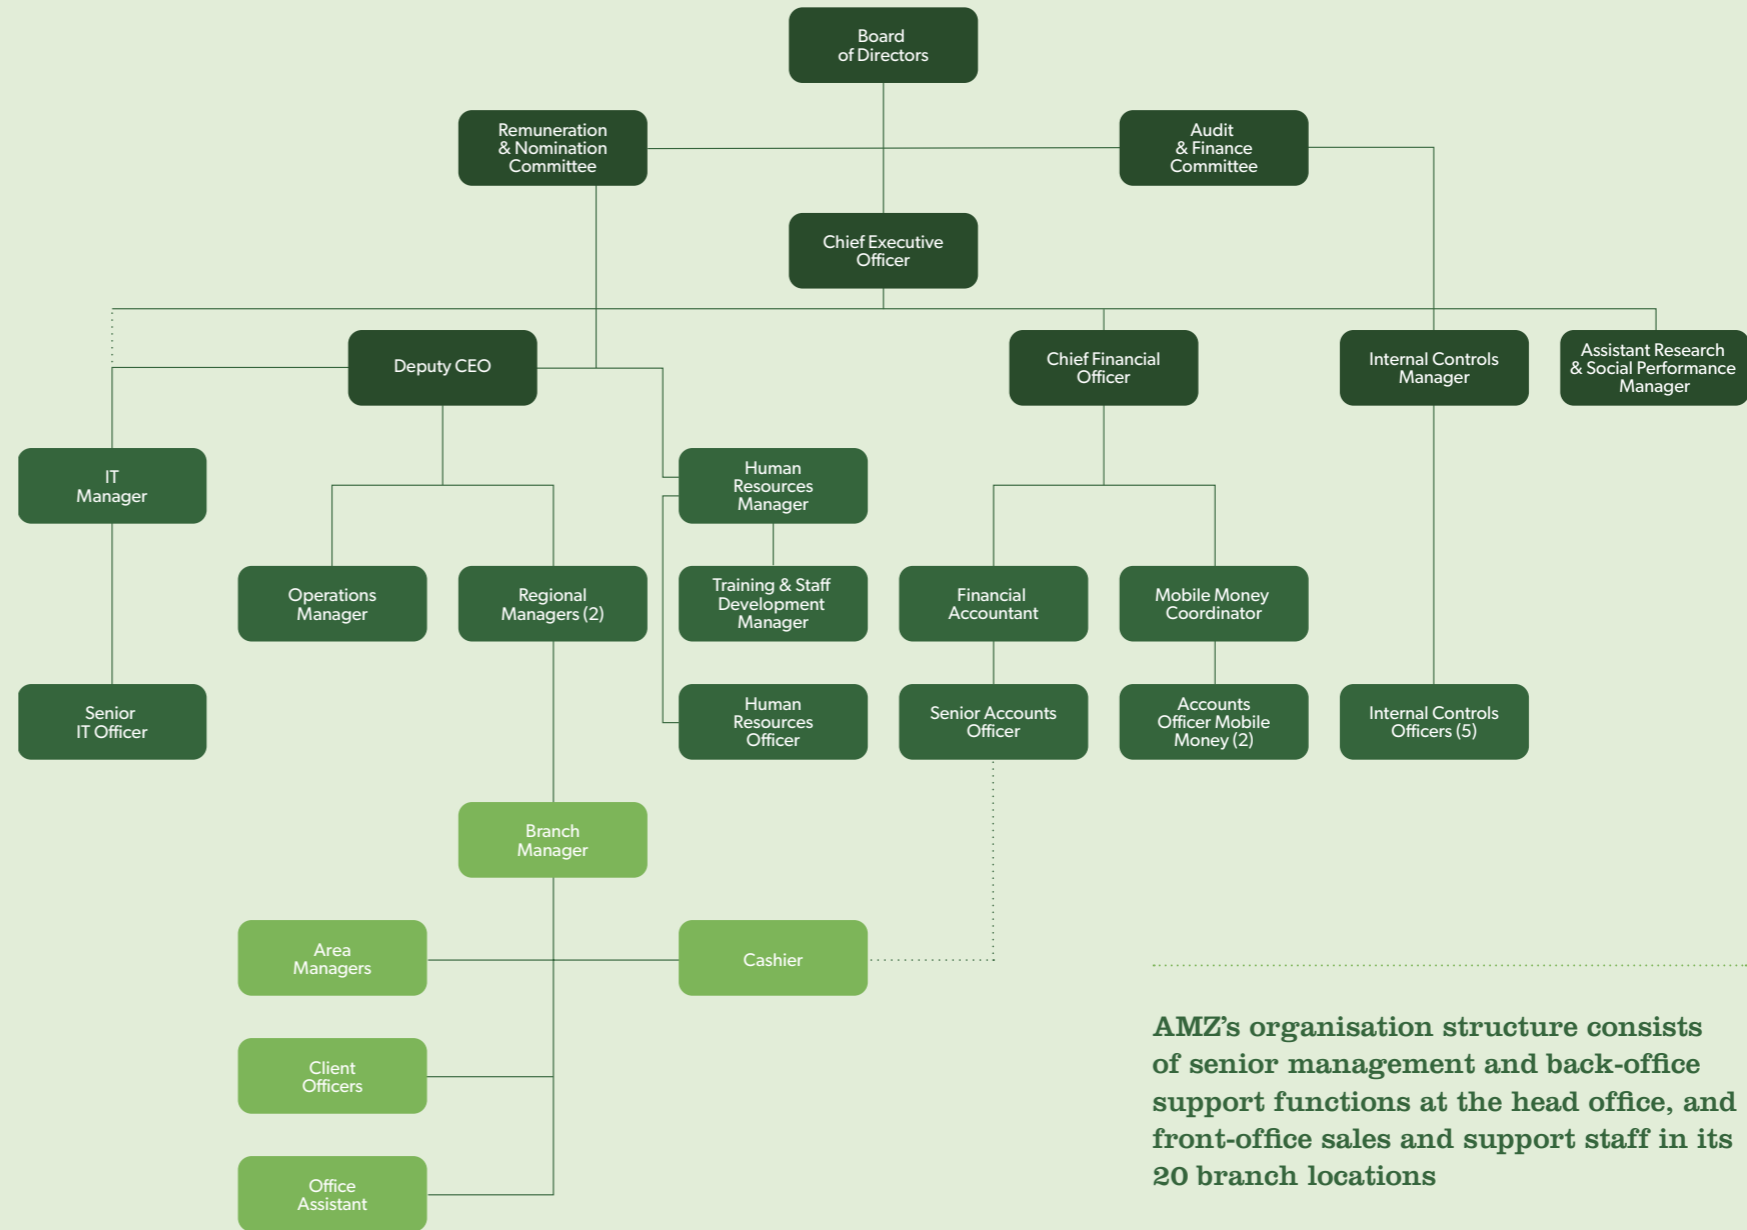 Board
of Directors
Remuneration
& Nomination
Committee
Audit
& Finance
Committee
Chief Executive
Officer
Deputy CEO
Chief Financial
Officer
Internal Controls
Manager
Assistant Research
& Social Performance
Manager
IT
Manager
Human
Resources
Manager
Operations
Manager
Regional
Managers (2)
Training & Staff
Development
Manager
Financial
Accountant
Mobile Money
Coordinator
Senior
IT Officer
Human
Resources
Officer
Senior Accounts
Officer
Accounts
Officer Mobile
Money (2)
Internal Controls
Officers (5)
Branch
Manager
Area
Managers
Cashier
Client
Officers
Office
Assistant
AMZ’s organisation structure consists
of senior management and back-office
support functions at the head office, and
front-office sales and support staff in its
20 branch locations